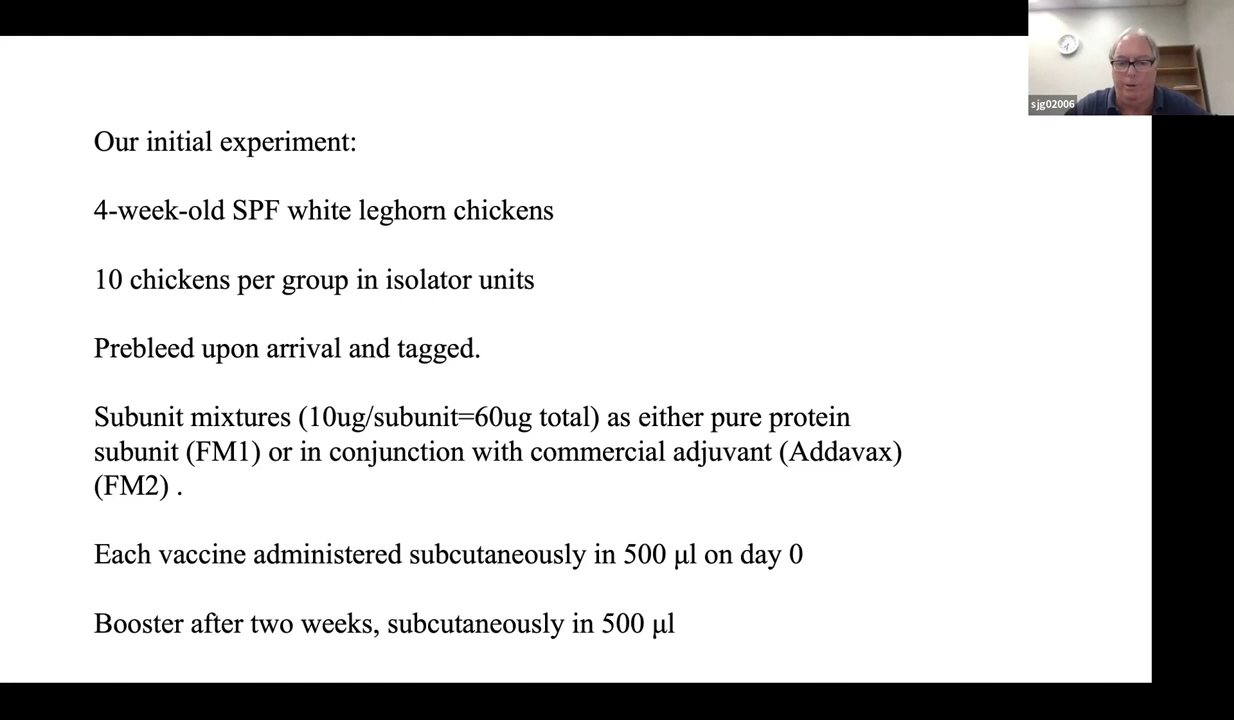 sjg02006
Our initial experiment:
4-week-old SPF white leghorn chickens
10 chickens per group in isolator units
Prebleed upon arrival and tagged.
Subunit mixtures (10ug/subunit=60ug total) as either pure protein
subunit (FM1) or in conjunction with commercial adjuvant (Addavax)
(FM2) .
Each vaccine administered subcutaneously in 500 µl on day 0
Booster after two weeks, subcutaneously in 500 µl